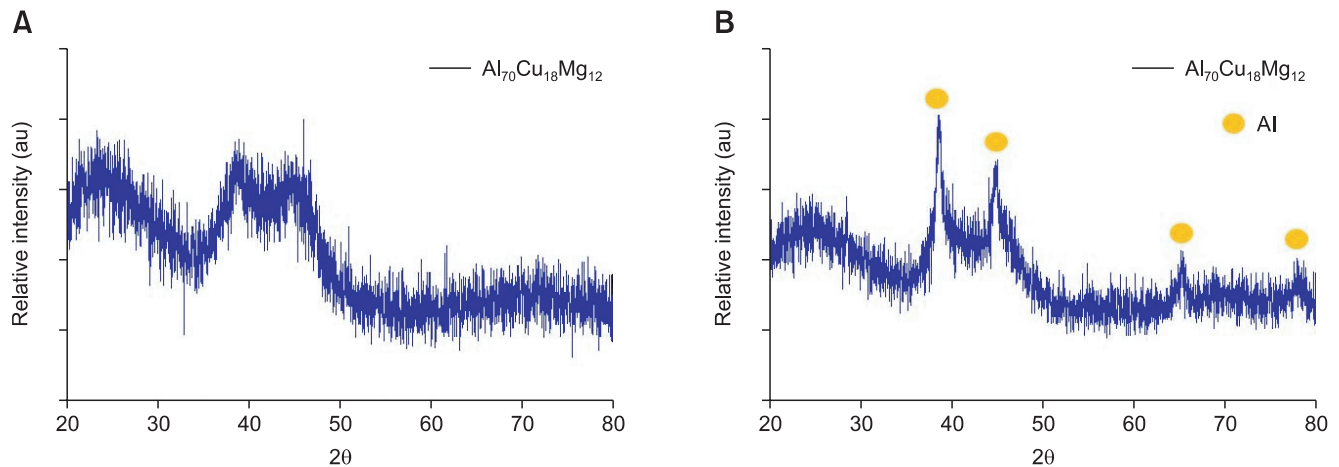 A
Relative intensity (au)
Al₇₀Cu₁₈Mg₁₂
20 30 40 50 60 70 80
2θ
B
Relative intensity (au)
Al₇₀Cu₁₈Mg₁₂
Al
20 30 40 50 60 70 80
2θ